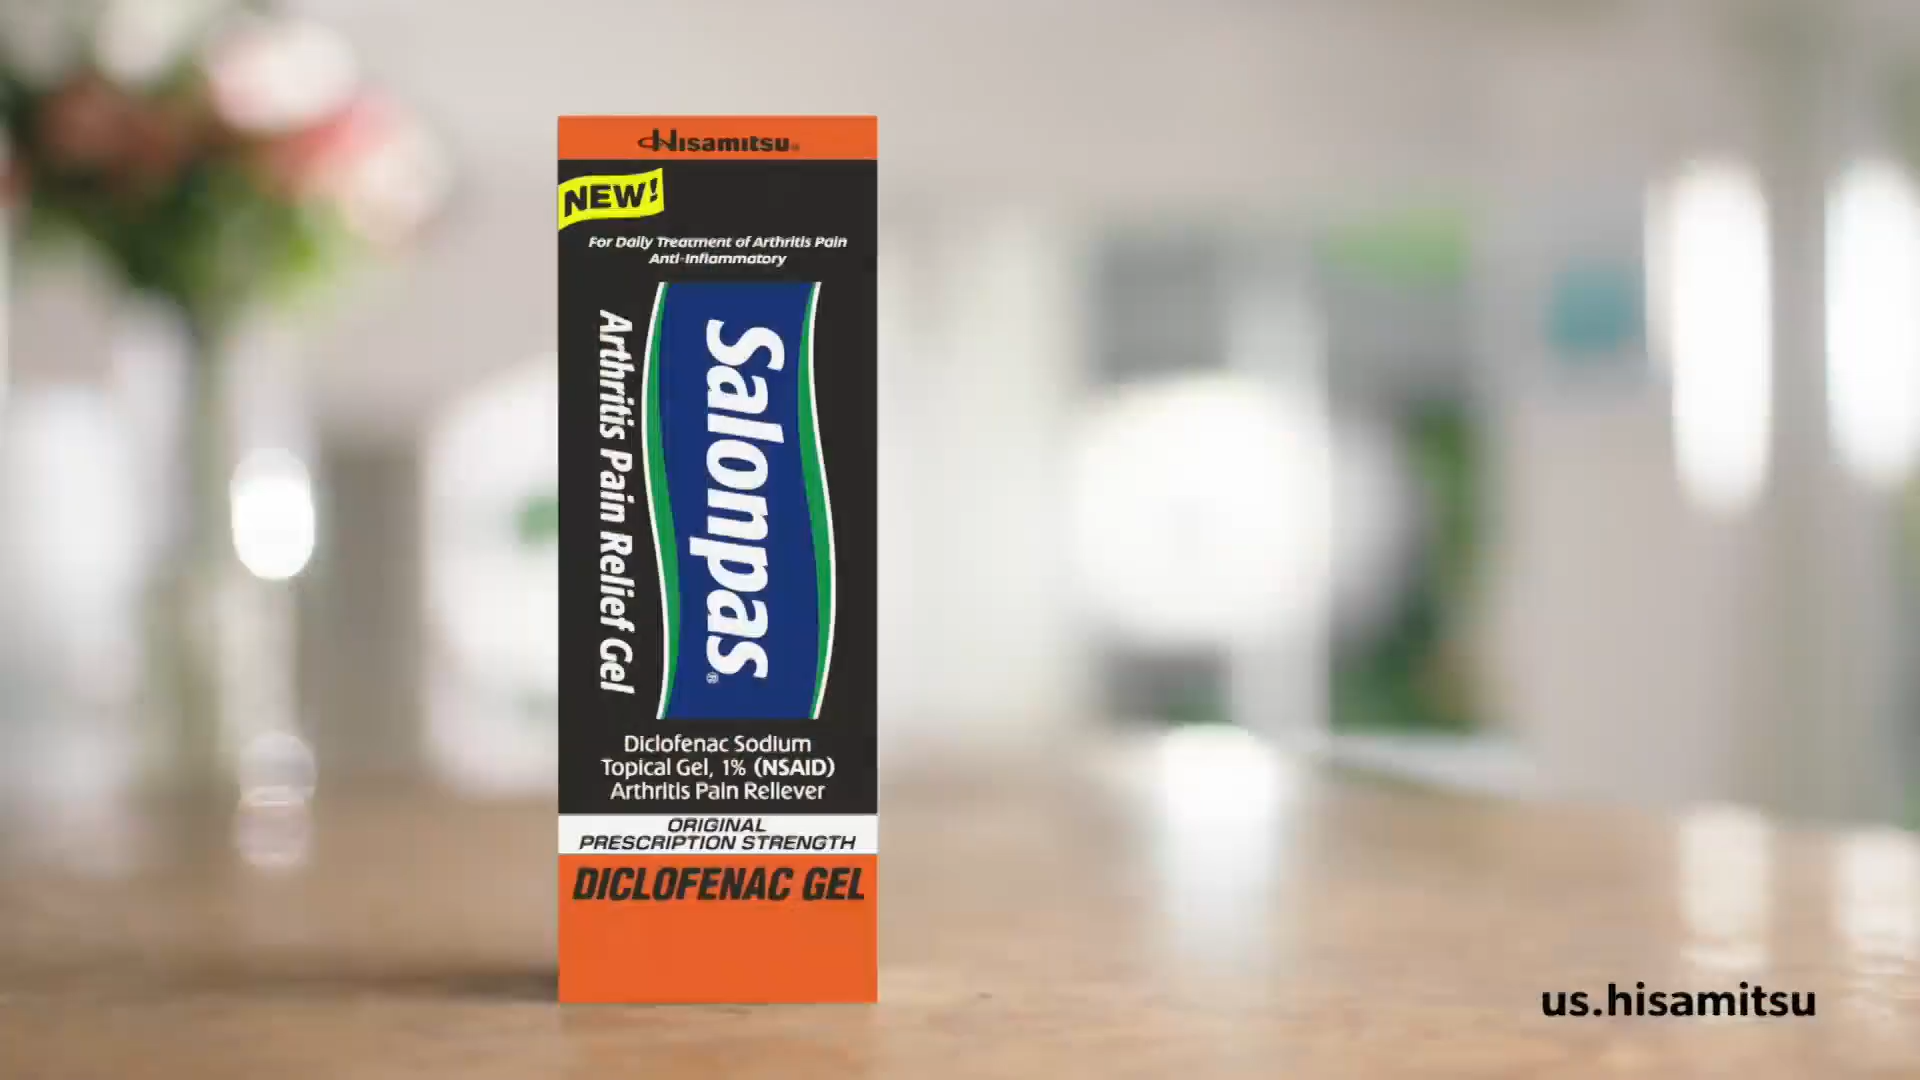 Hisamitsu®
NEW!
For Daily Treatment of Arthritis Pain
Anti-Inflammatory
Salonpas®
Arthritis Pain Relief Gel
Diclofenac Sodium
Topical Gel, 1% (NSAID)
Arthritis Pain Reliever
ORIGINAL
PRESCRIPTION STRENGTH
DICLOFENAC GEL
us.hisamitsu